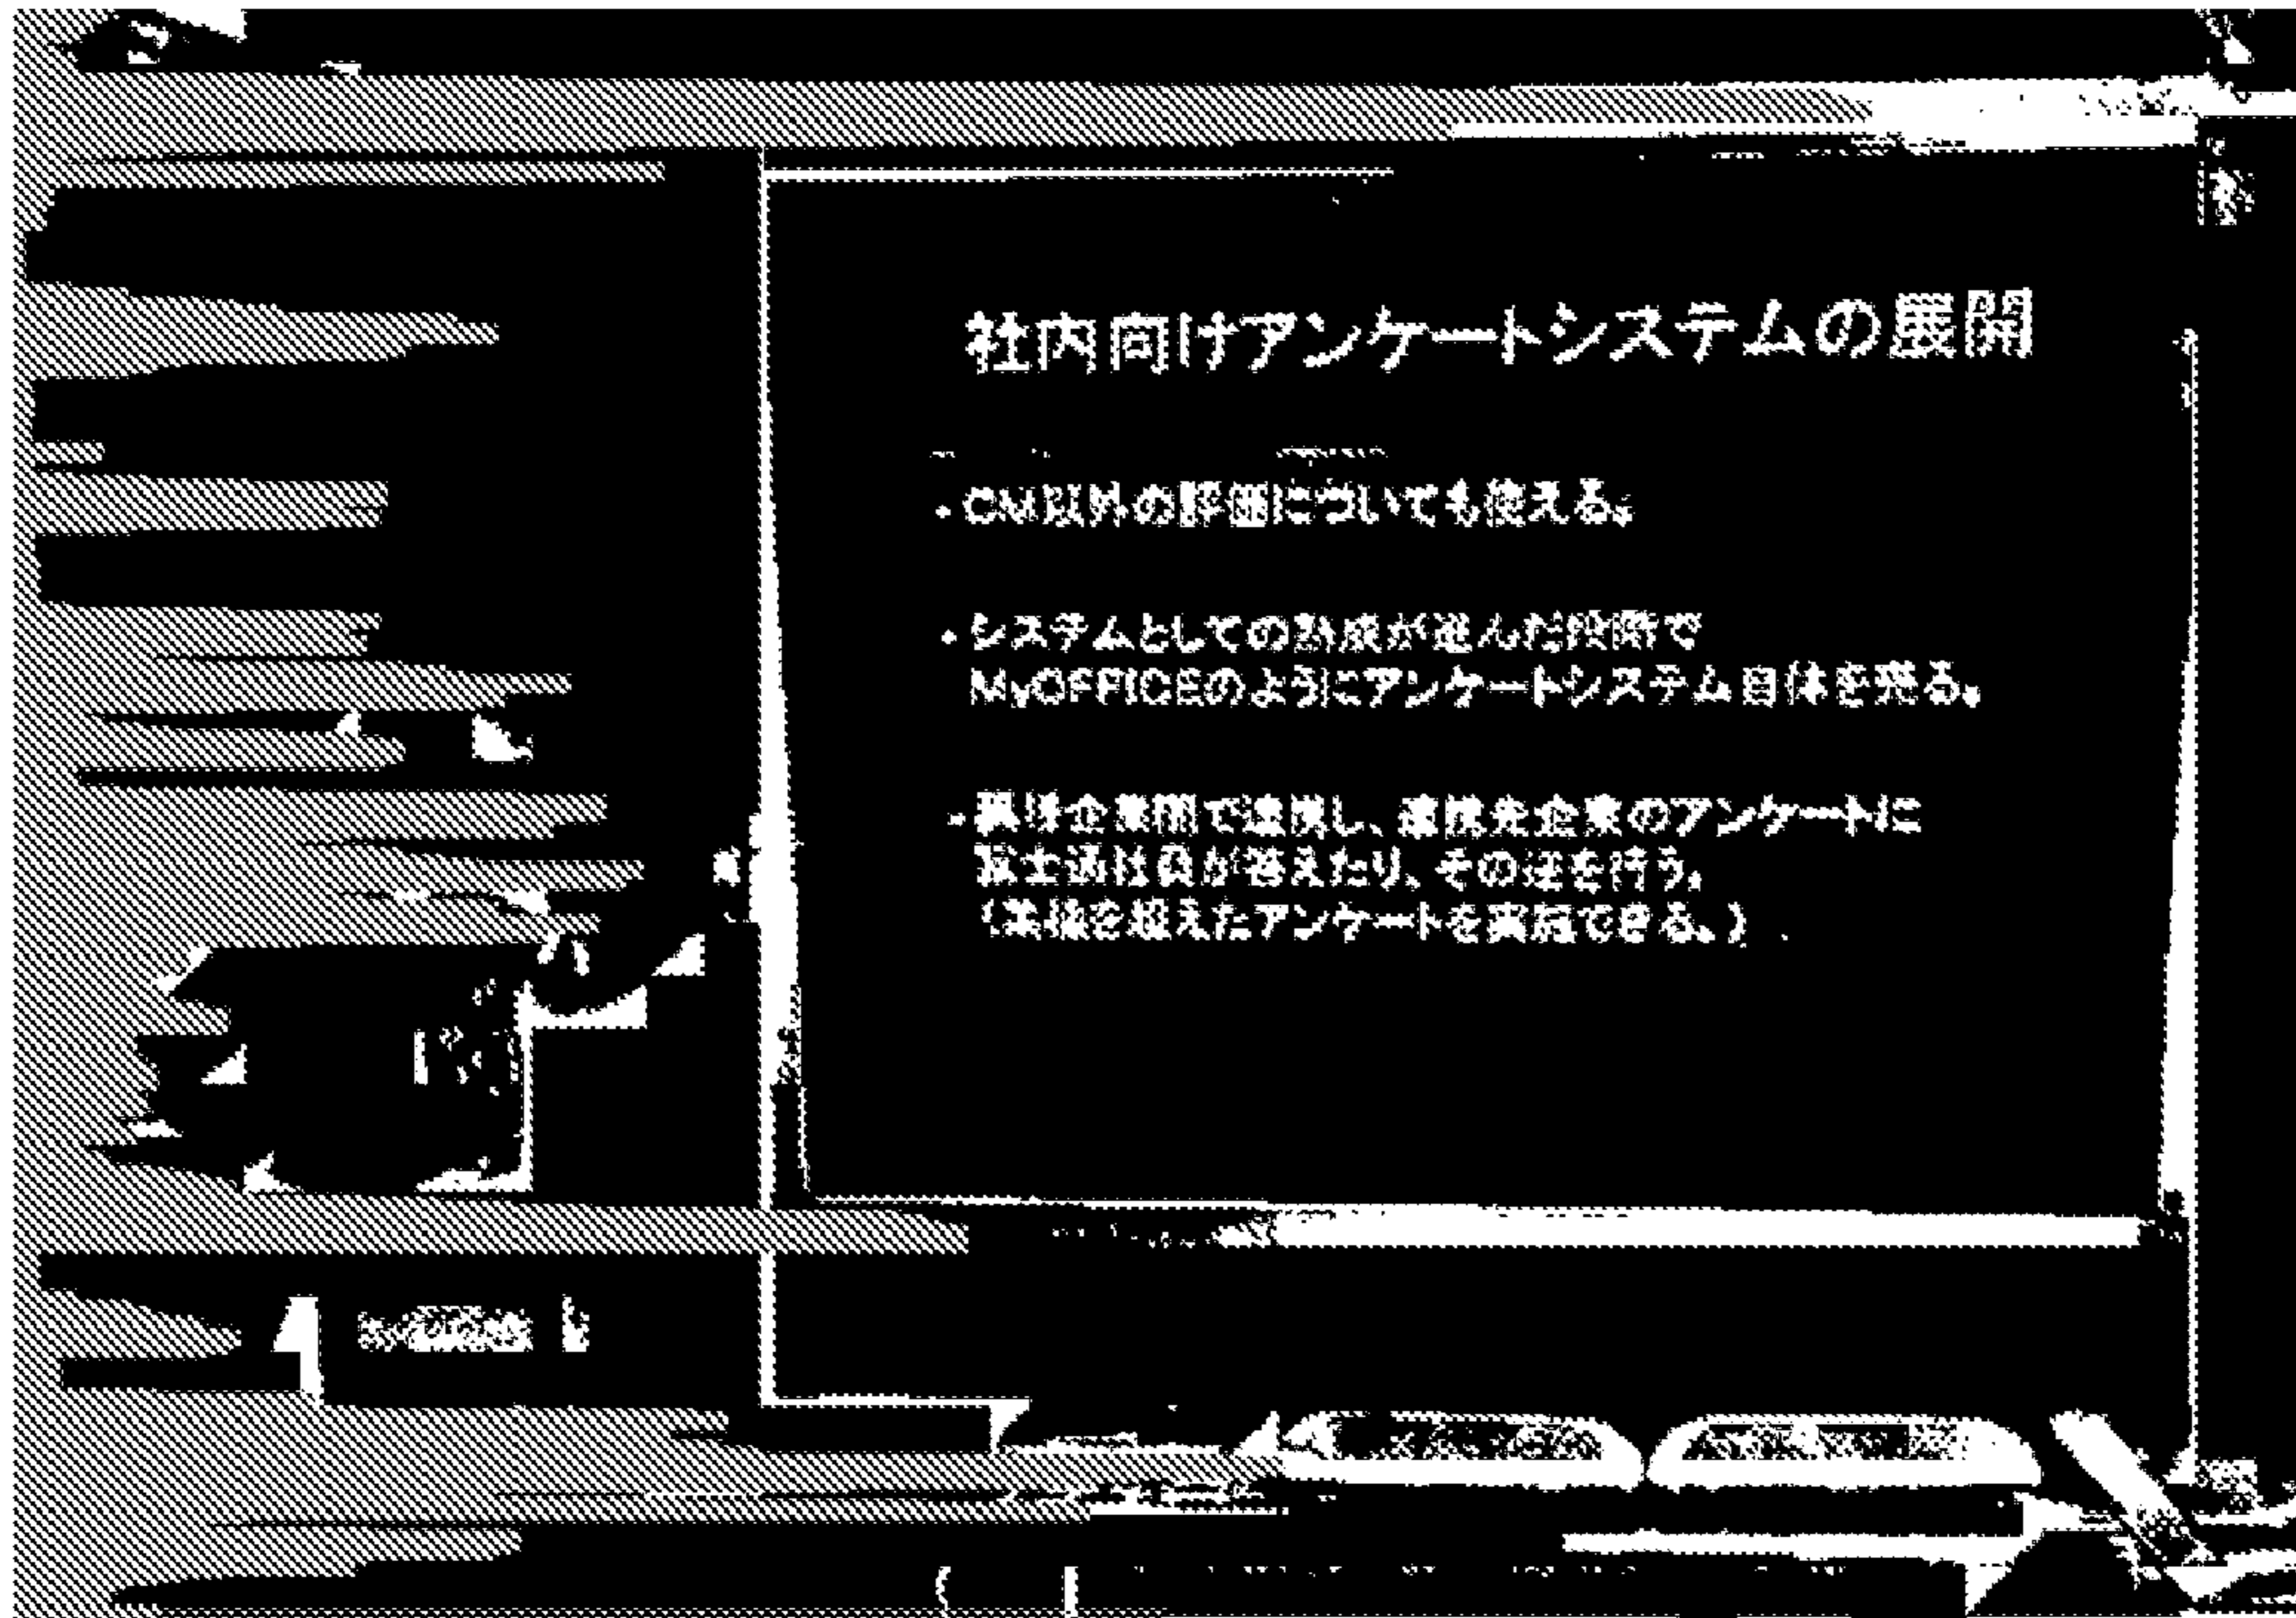 社内向けアンケートシステムの展開
・CM以外の評価についても使える。
・システムとしての熟成が進んだ段階で
MyOFFICEのようにアンケートシステム自体を売る。
・異業企業間で連携し、連携先企業のアンケートに
富士通社員が答えたり、その逆を行う。
(業種を超えたアンケートを実施できる。)